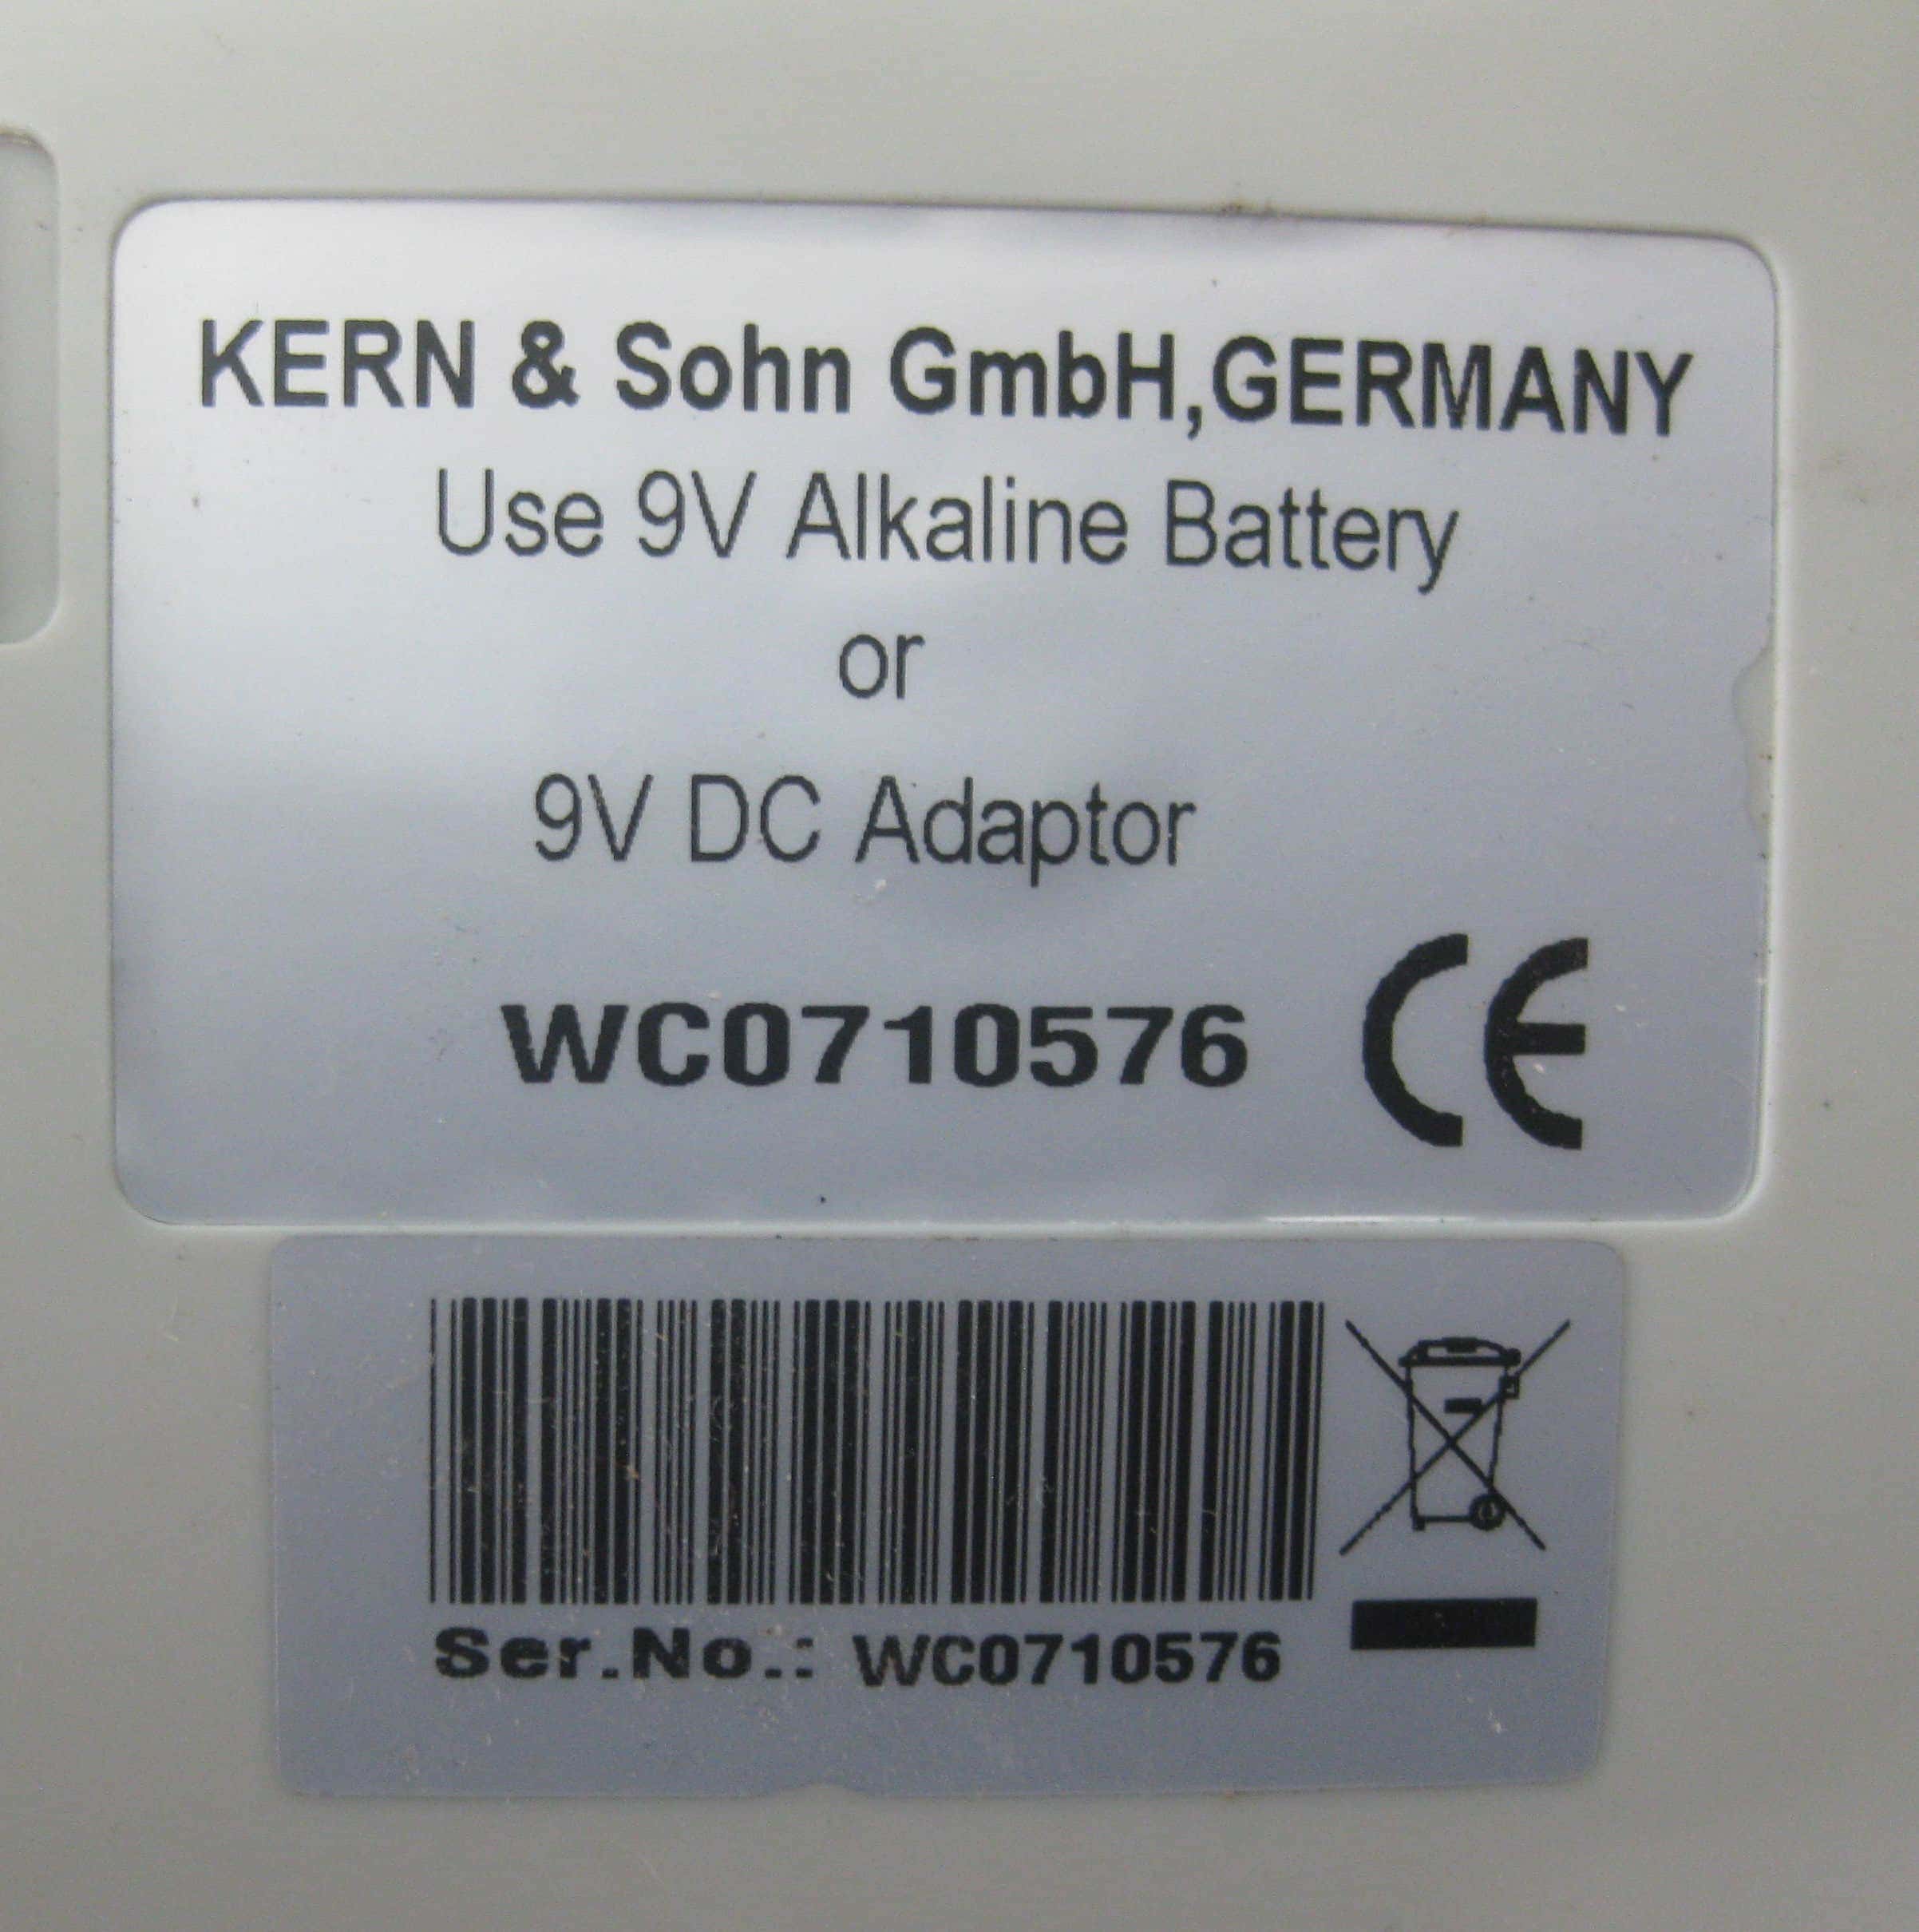 KERN & Sohn GmbH,GERMANY
Use 9V Alkaline Battery
or
9V DC Adaptor
WC0710576 CE
Ser.No.: WC0710576